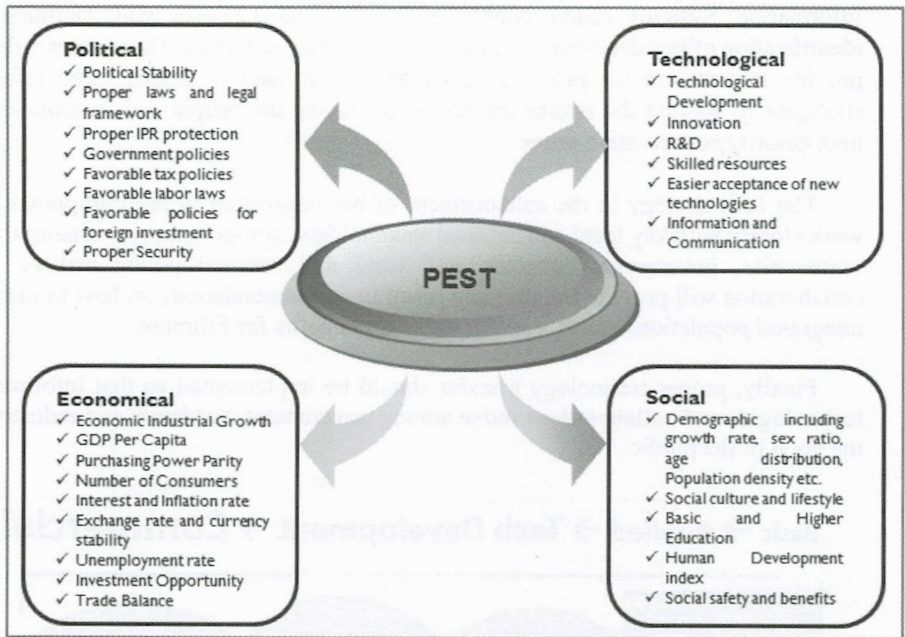 Political
✓ Political Stability
✓ Proper laws and legal
framework
✓ Proper IPR protection
✓ Government policies
✓ Favorable tax policies
✓ Favorable labor laws
✓ Favorable policies for
foreign investment
✓ Proper Security
Technological
✓ Technological
Development
✓ Innovation
✓ R&D
✓ Skilled resources
✓ Easier acceptance of new
technologies
✓ Information
Communication
PEST
Economical
✓ Economic Industrial Growth
✓ GDP Per Capita
✓ Purchasing Power Parity
✓ Number of Consumers
✓ Interest and Inflation rate
✓ Exchange rate and currency
stability
✓ Unemployment rate
✓ Investment Opportunity
✓ Trade Balance
Social
✓ Demographic including
growth rate, sex ratio,
age distribution,
Population density etc.
✓ Social culture and lifestyle
✓ Basic and Higher
Education
✓ Human Development
index
✓ Social safety and benefits